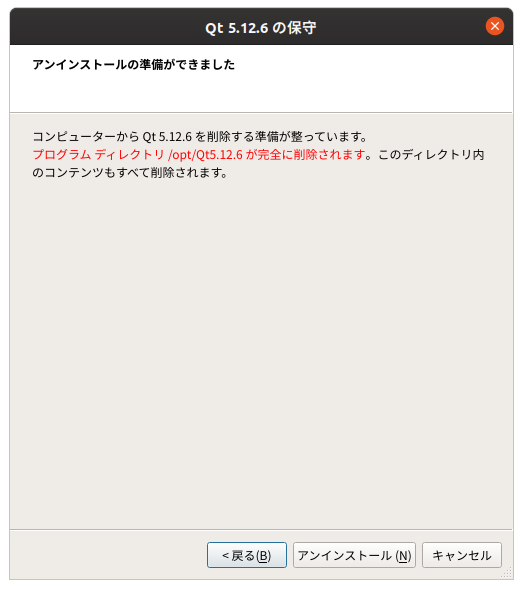 Qt 5.12.6 の保守
アンインストールの準備ができました
コンピューターから Qt 5.12.6 を削除する準備が整っています。
プログラム ディレクトリ /opt/Qt5.12.6 が完全に削除されます。このディレクトリ内
のコンテンツもすべて削除されます。
< 戻る(B)
アンインストール (N)
キャンセル